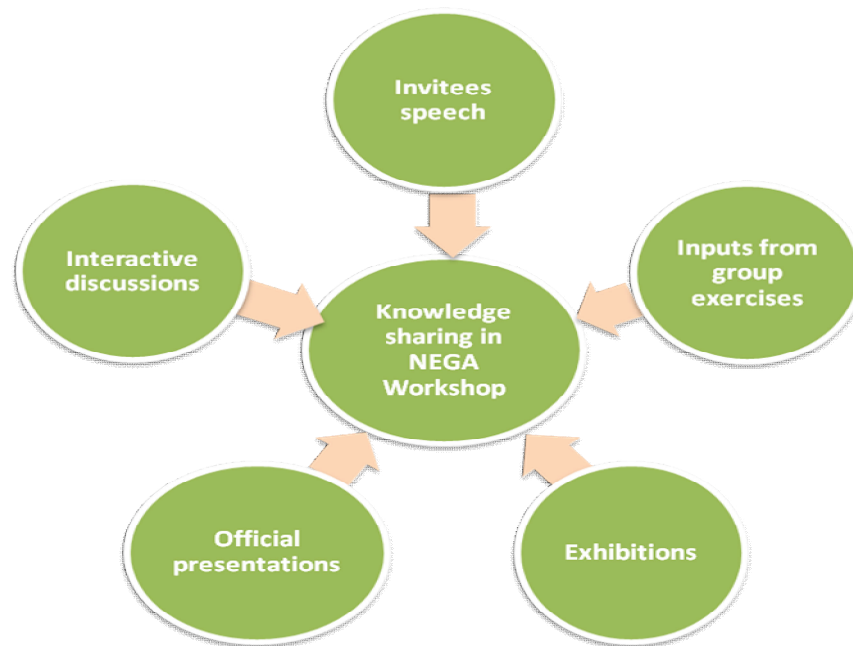 Invitees
speech
Interactive
discussions
Inputs from
group
exercises
Knowledge
sharing in
NEGA
Workshop
Official
presentations
Exhibitions